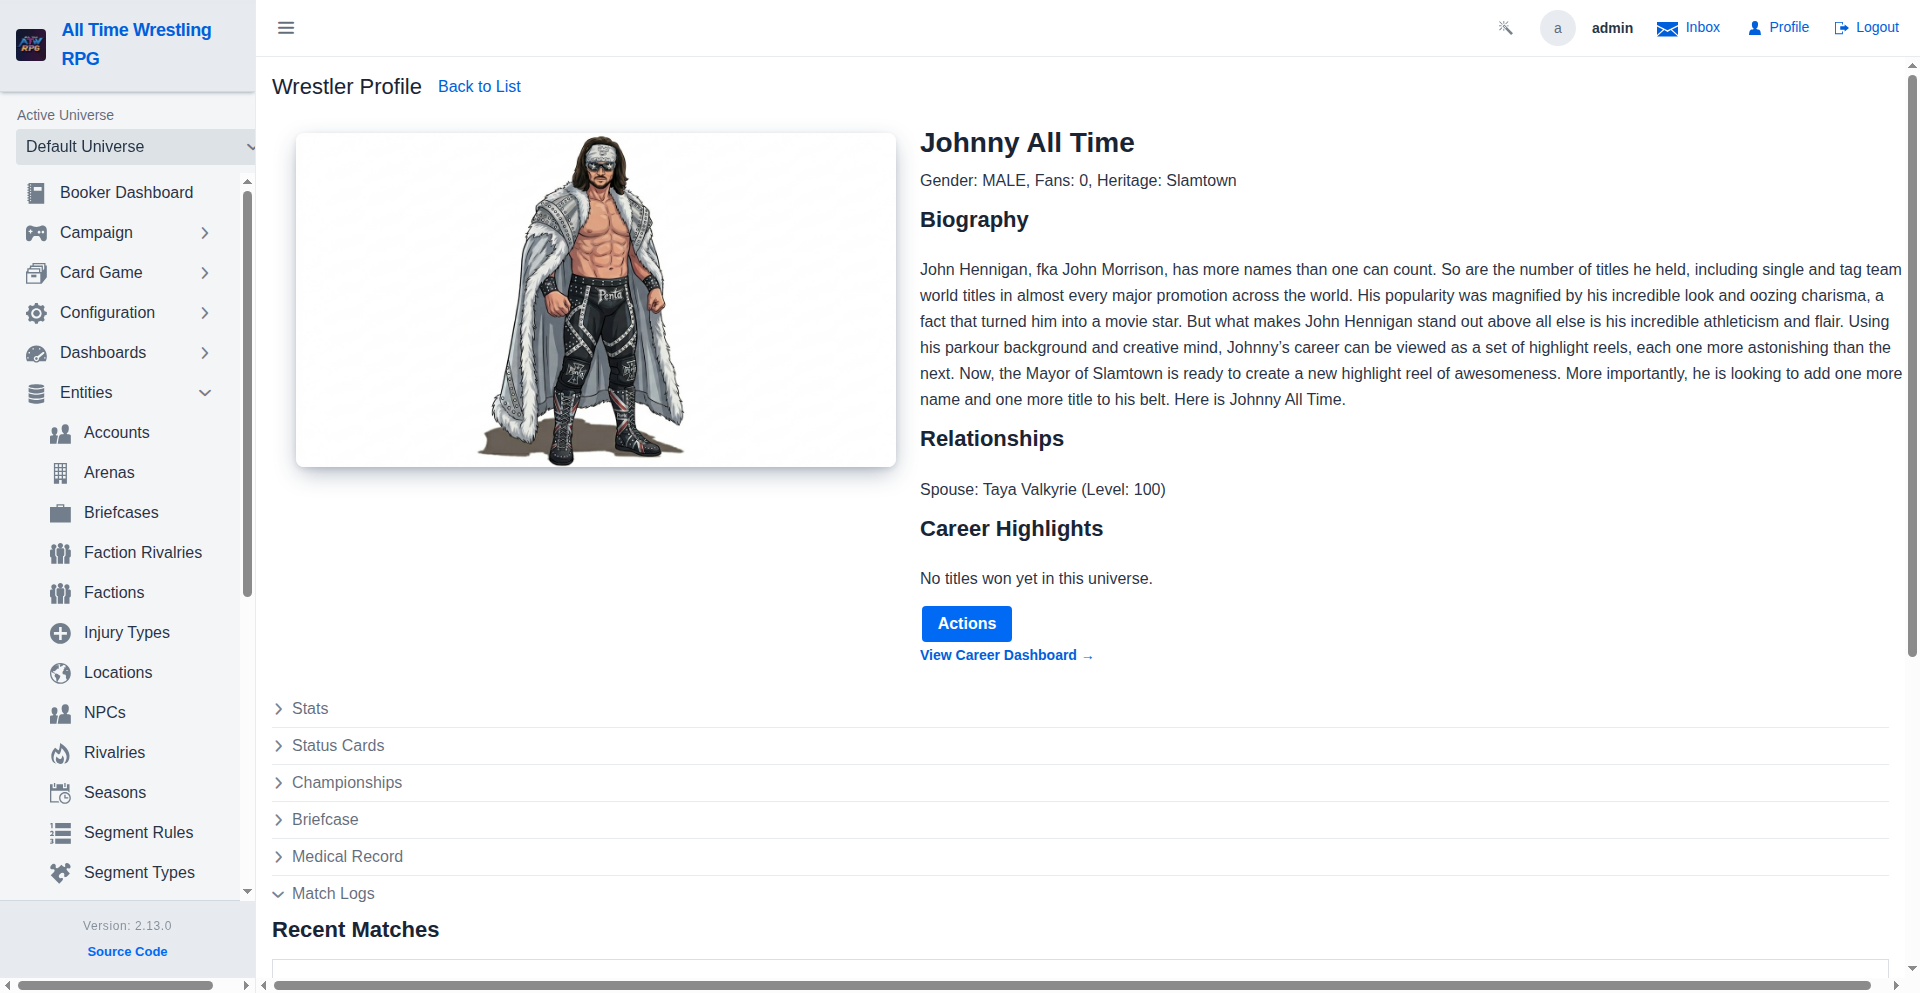 All Time Wrestling
RPG
a
admin
Inbox
Profile
Logout
Active Universe
Default Universe
Booker Dashboard
Campaign
Card Game
Configuration
Dashboards
Entities
Accounts
Arenas
Briefcases
Faction Rivalries
Factions
Injury Types
Locations
NPCs
Rivalries
Seasons
Segment Rules
Segment Types
Version: 2.13.0
Source Code
Wrestler Profile
Back to List
Penta
Johnny All Time
Gender: MALE, Fans: 0, Heritage: Slamtown
Biography
John Hennigan, fka John Morrison, has more names than one can count. So are the number of titles he held, including single and tag team
world titles in almost every major promotion across the world. His popularity was magnified by his incredible look and oozing charisma, a
fact that turned him into a movie star. But what makes John Hennigan stand out above all else is his incredible athleticism and flair. Using
his parkour background and creative mind, Johnny’s career can be viewed as a set of highlight reels, each one more astonishing than the
next. Now, the Mayor of Slamtown is ready to create a new highlight reel of awesomeness. More importantly, he is looking to add one more
name and one more title to his belt. Here is Johnny All Time.
Relationships
Spouse: Taya Valkyrie (Level: 100)
Career Highlights
No titles won yet in this universe.
Actions
View Career Dashboard →
Stats
Status Cards
Championships
Briefcase
Medical Record
Match Logs
Recent Matches